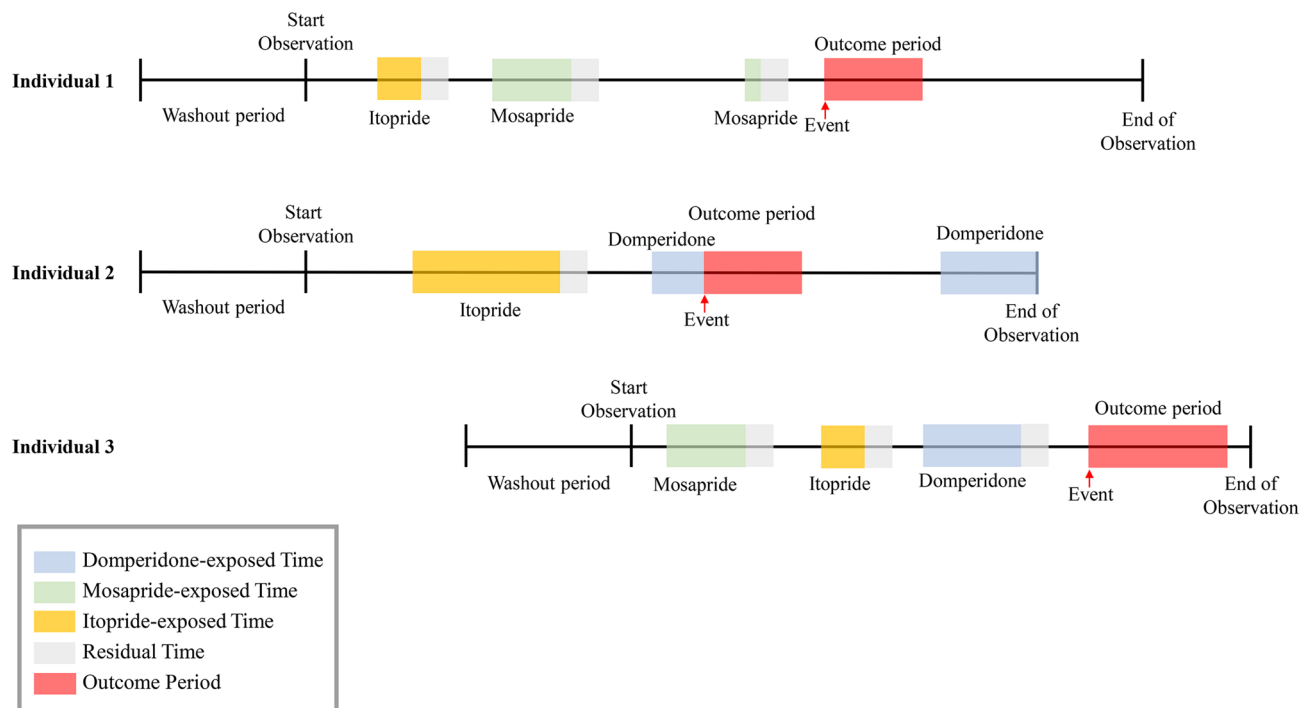 Start
Observation
Outcome period
Individual 1
Washout period
Itopride
Mosapride
Mosapride
Event
End of
Observation
Start
Observation
Outcome period
Domperidone
Domperidone
Individual 2
Washout period
Itopride
Event
End of
Observation
Start
Observation
Outcome period
Individual 3
Washout period
Mosapride
Itopride
Domperidone
Event
End of
Observation
Domperidone-exposed Time
Mosapride-exposed Time
Itopride-exposed Time
Residual Time
Outcome Period